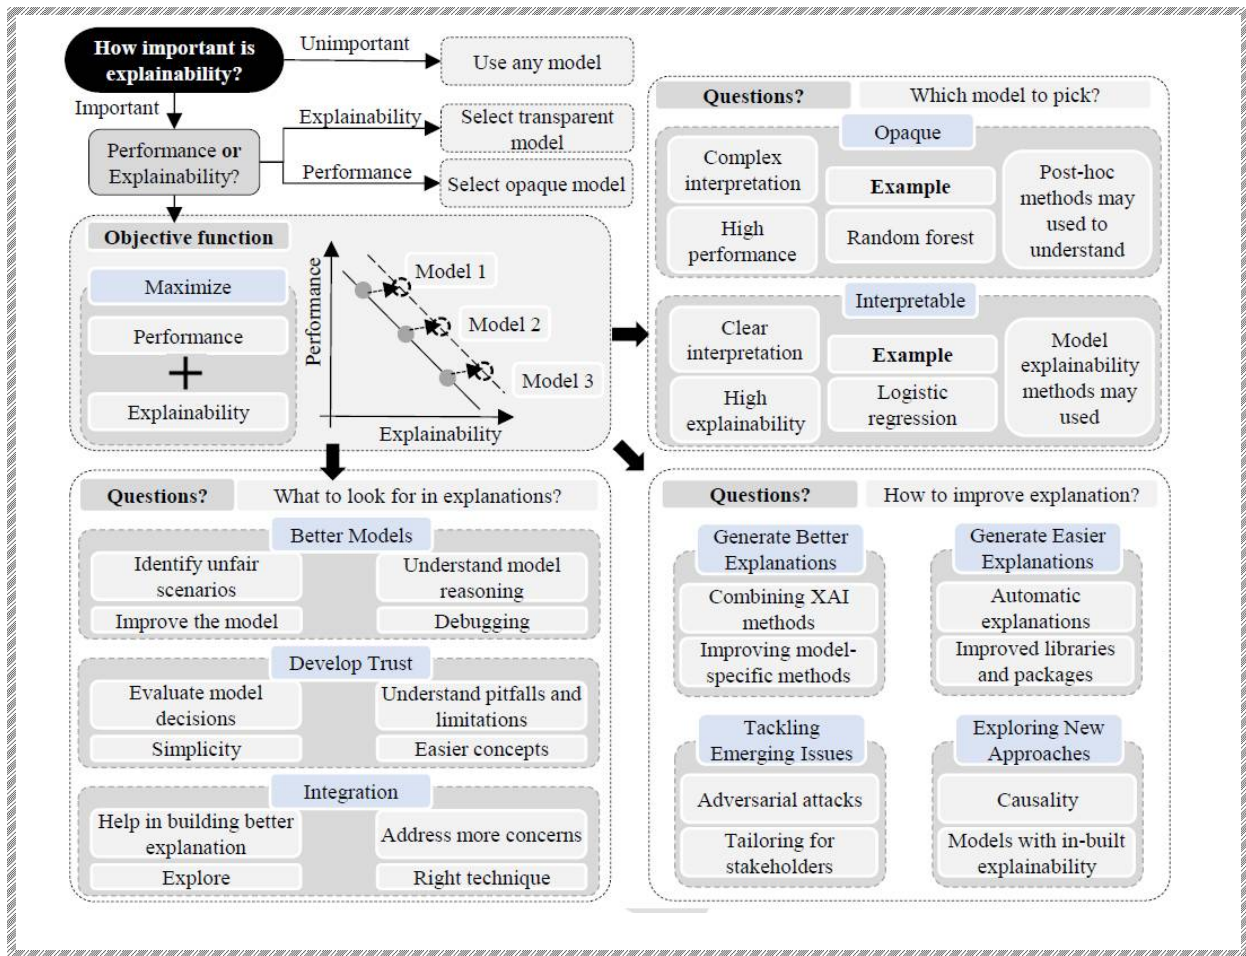 How important is
explainability?
Unimportant
Use any model
Important
Performance or
Explainability?
Explainability
Select transparent
model
Performance
Select opaque model
Objective function
Maximize
Performance
+
Explainability
Performance
Model 1
Model 2
Model 3
Explainability
Questions?
Which model to pick?
Opaque
Complex
interpretation
High
performance
Example
Random forest
Post-hoc
methods may
used to
understand
Interpretable
Clear
interpretation
High
explainability
Example
Logistic
regression
Model
explainability
methods may
used
Questions?
What to look for in explanations?
Better Models
Identify unfair
scenarios
Understand model
reasoning
Improve the model
Debugging
Develop Trust
Evaluate model
decisions
Understand pitfalls and
limitations
Simplicity
Easier concepts
Integration
Help in building better
explanation
Address more concerns
Explore
Right technique
Questions?
How to improve explanation?
Generate Better
Explanations
Combining XAI
methods
Improving model-
specific methods
Generate Easier
Explanations
Automatic
explanations
Improved libraries
and packages
Tackling
Emerging Issues
Adversarial attacks
Tailoring for
stakeholders
Exploring New
Approaches
Causality
Models with in-built
explainability